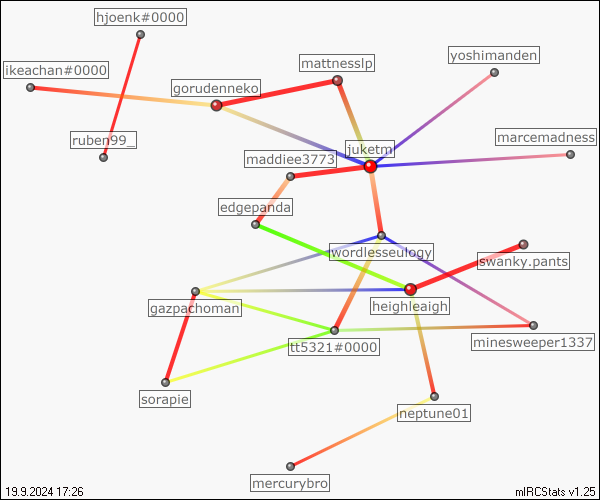 hjoenk#0000
mattnesslp
yoshimanden
ikeachan#0000
gorudenneko
marcemadness
ruben99_
juketm
maddiee3773
edgepanda
wordlesseulogy
swanky.pants
gazpachoman
heighleaigh
minesweeper1337
tt5321#0000
sorapie
neptune01
mercurybro
19.9.2024 17:26
mIRCStats v1.25